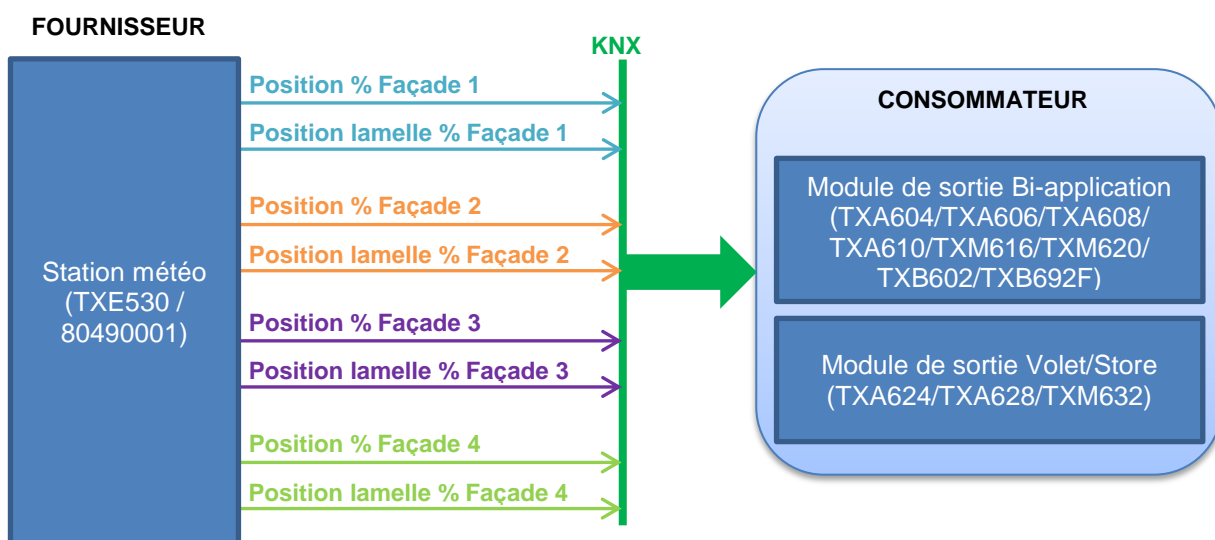 FOURNISSEUR
Station météo
(TXE530 /
80490001)
Position % Façade 1
Position lamelle % Façade 1
Position % Façade 2
Position lamelle % Façade 2
Position % Façade 3
Position lamelle % Façade 3
Position % Façade 4
Position lamelle % Façade 4
KNX
CONSOMMATEUR
Module de sortie Bi-application
(TXA604/TXA606/TXA608/
TXA610/TXM616/TXM620/
TXB602/TXB692F)
Module de sortie Volet/Store
(TXA624/TXA628/TXM632)